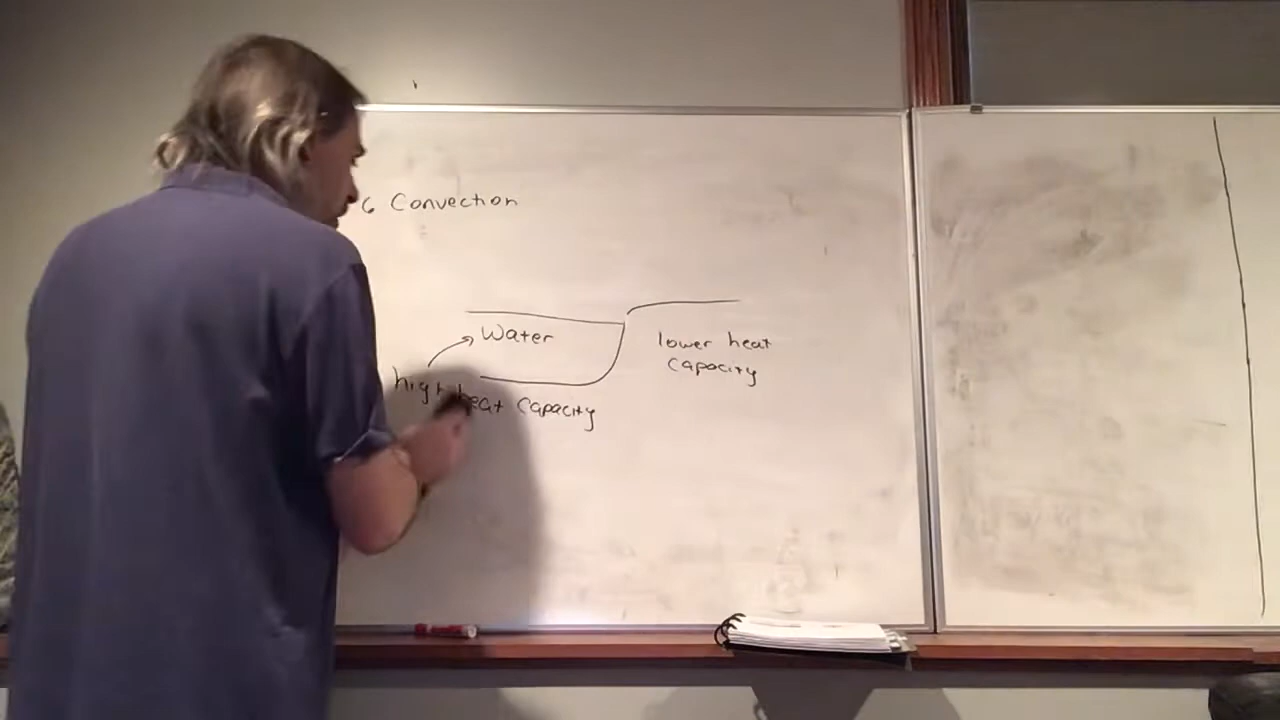 6 Convection
Water
lower heat
capacity
high heat capacity